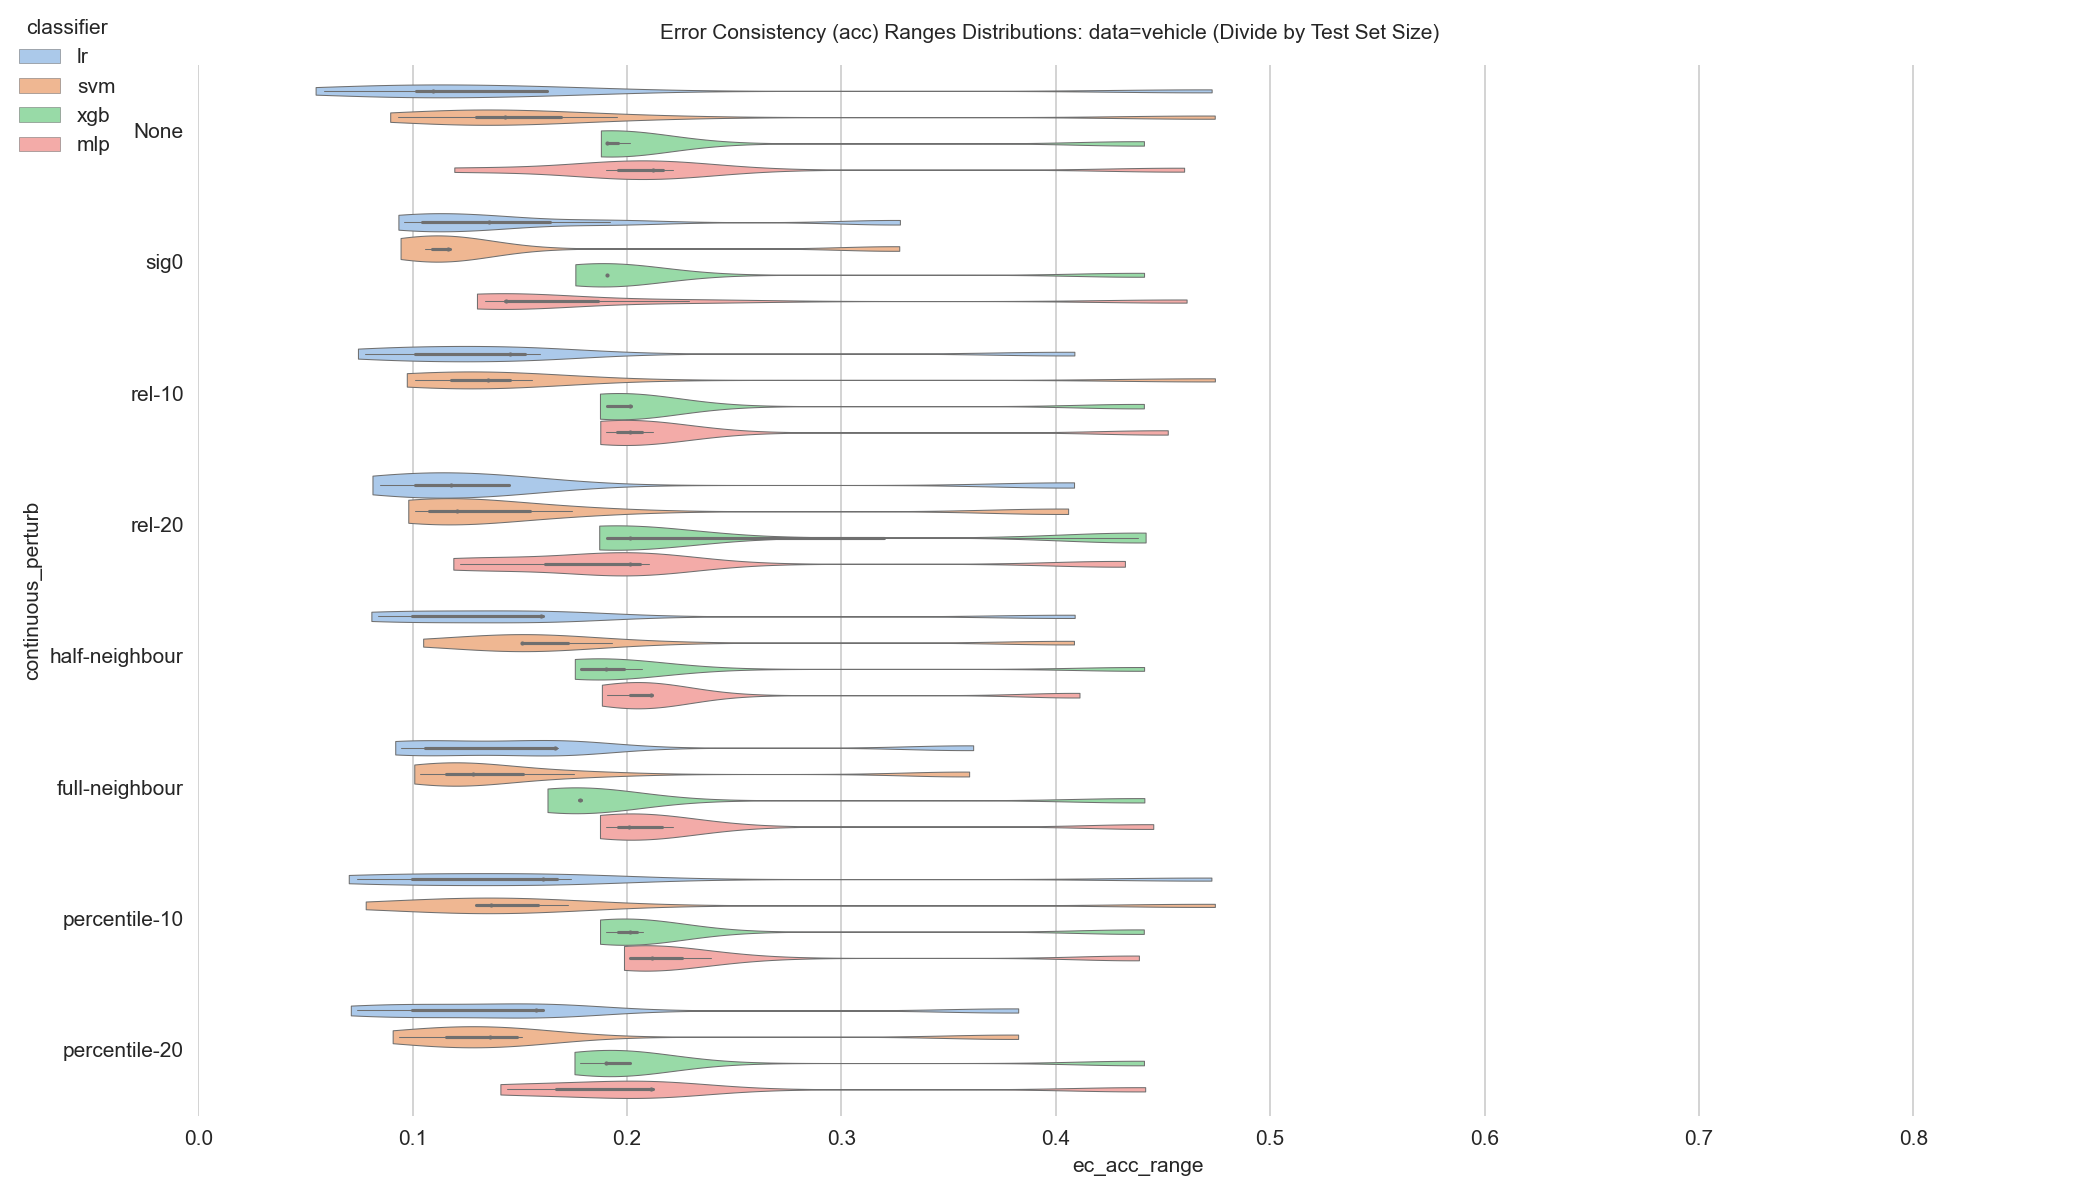 Error Consistency (acc) Ranges Distributions: data=vehicle (Divide by Test Set Size)
classifier
lr
svm
xgb
mlp
continuous_perturb
None
sig0
rel-10
rel-20
half-neighbour
full-neighbour
percentile-10
percentile-20
0.0 0.1 0.2 0.3 0.4 0.5 0.6 0.7 0.8
ec_acc_range